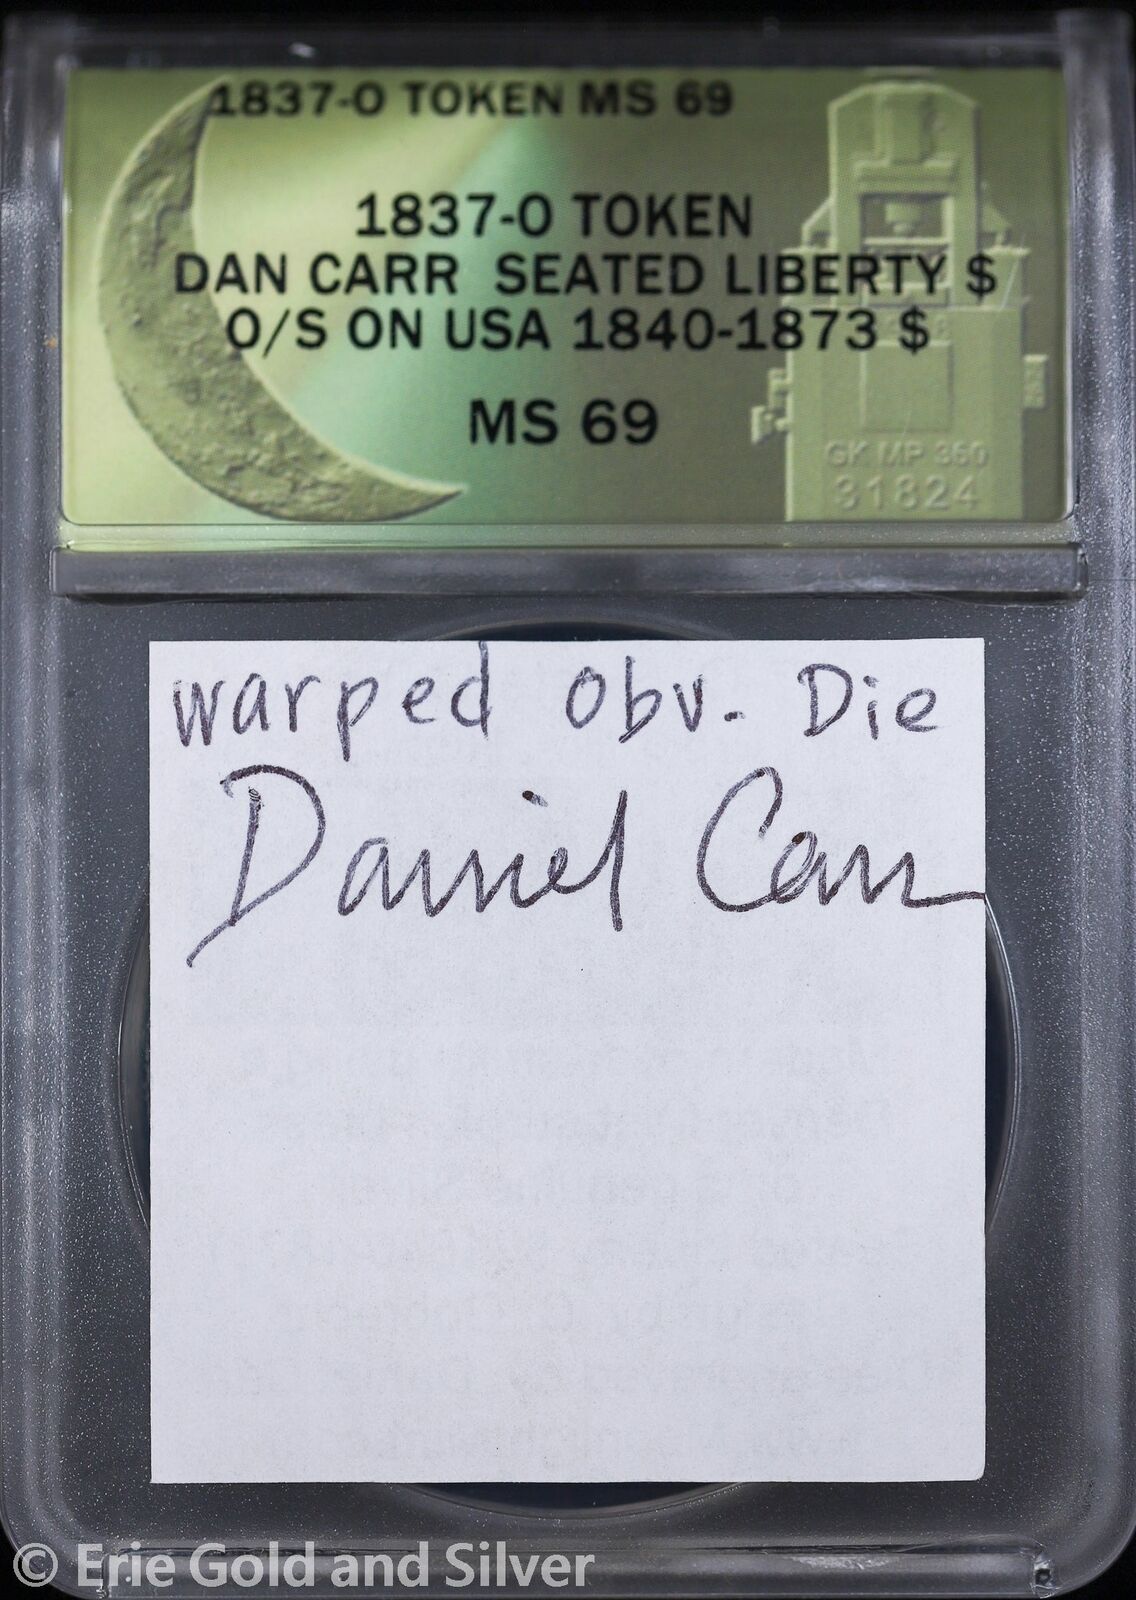 1837-O TOKEN MS 69
1837-O TOKEN
DAN CARR SEATED LIBERTY $
O/S ON USA 1840-1873 $
MS 69
GK MP 360
31824
warped Obv. Die
Daniel Carr
© Erie Gold and Silver